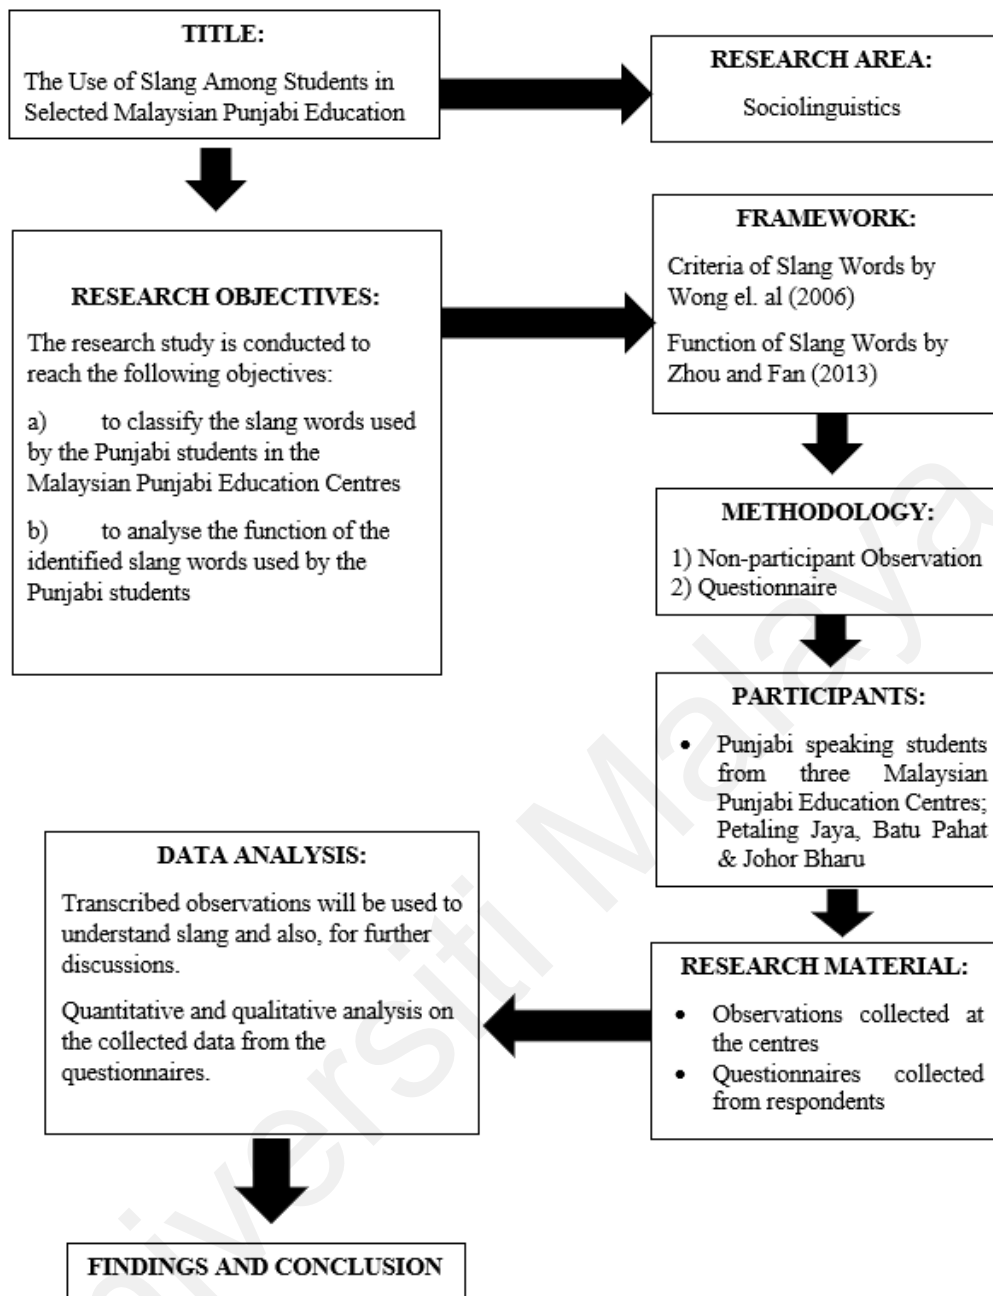 TITLE:
The Use of Slang Among Students in
Selected Malaysian Punjabi Education
RESEARCH AREA:
Sociolinguistics
RESEARCH OBJECTIVES:
The research study is conducted to
reach the following objectives:
a) to classify the slang words used
by the Punjabi students in the
Malaysian Punjabi Education Centres
b) to analyse the function of the
identified slang words used by the
Punjabi students
FRAMEWORK:
Criteria of Slang Words by
Wong el. al (2006)
Function of Slang Words by
Zhou and Fan (2013)
METHODOLOGY:
1) Non-participant Observation
2) Questionnaire
PARTICIPANTS:
• Punjabi speaking students
from three Malaysian
Punjabi Education Centres;
Petaling Jaya, Batu Pahat
& Johor Bharu
RESEARCH MATERIAL:
• Observations collected at
the centres
• Questionnaires collected
from respondents
DATA ANALYSIS:
Transcribed observations will be used to
understand slang and also, for further
discussions.
Quantitative and qualitative analysis on
the collected data from the
questionnaires.
FINDINGS AND CONCLUSION
niversiti Malaya